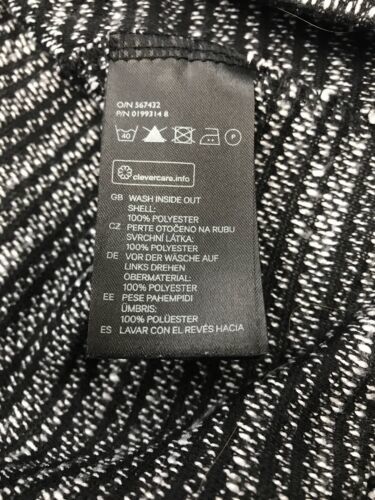 O/N 567432
P/N 0199314 8
40 P
clevercare.info
GB WASH INSIDE OUT
SHELL:
100% POLYESTER
CZ PERTE OTOČENO NA RUBU
SVRCHNÍ LÁTKA:
100% POLYESTER
DE VOR DER WÄSCHE AUF
LINKS DREHEN
OBERMATERIAL:
100% POLYESTER
EE PESE PAHEMPIDI
ÜMBRIS:
100% POLÜESTER
ES LAVAR CON EL REVÉS HACIA